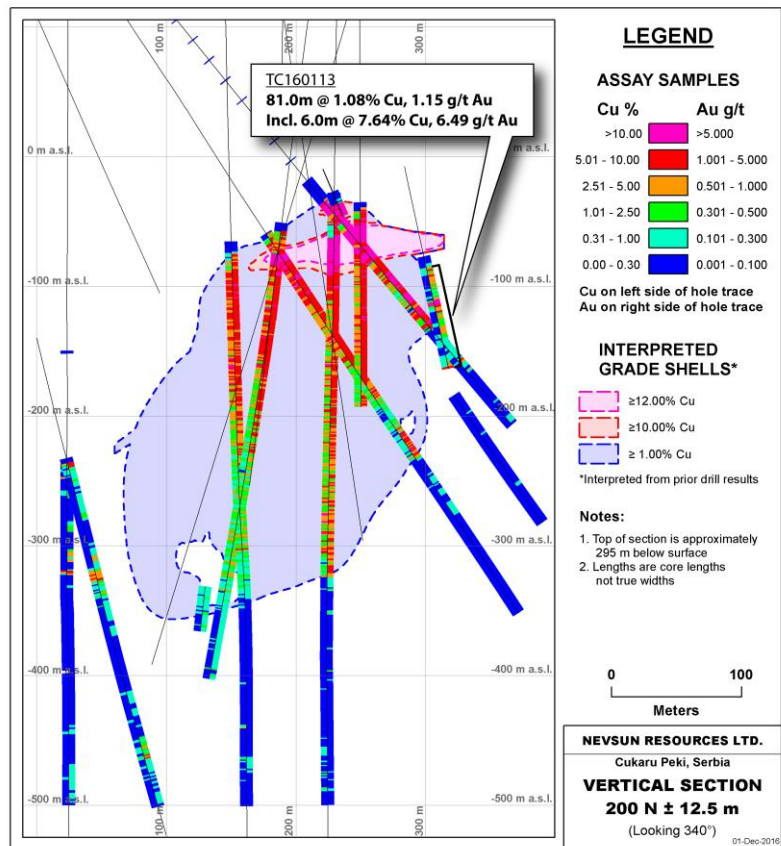 100 m
200 m
300 m
TC160113
81.0m @ 1.08% Cu, 1.15 g/t Au
Incl. 6.0m @ 7.64% Cu, 6.49 g/t Au
0 m a.s.l.
m a.s.l.
-100 m a.s.l.
-100 m a.s.l.
-200 m a.s.l.
-200 m a.s.l.
-300 m a.s.l.
-300 m a.s.l.
-400 m a.s.l.
-400 m a.s.l.
-500 m a.s.l.
-500 m a.s.l.
100 m
200 m
300 m
LEGEND
ASSAY SAMPLES
Cu % Au g/t
>10.00 >5.000
5.01 - 10.00 1.001 - 5.000
2.51 - 5.00 0.501 - 1.000
1.01 - 2.50 0.301 - 0.500
0.31 - 1.00 0.101 - 0.300
0.00 - 0.30 0.001 - 0.100
Cu on left side of hole trace
Au on right side of hole trace
INTERPRETED
GRADE SHELLS*
≥12.00% Cu
≥10.00% Cu
≥ 1.00% Cu
*Interpreted from prior drill results
Notes:
1. Top of section is approximately
295 m below surface
2. Lengths are core lengths
not true widths
0 100
Meters
NEVSUN RESOURCES LTD.
Cukaru Peki, Serbia
VERTICAL SECTION
200 N ± 12.5 m
(Looking 340°)
01-Dec-2016